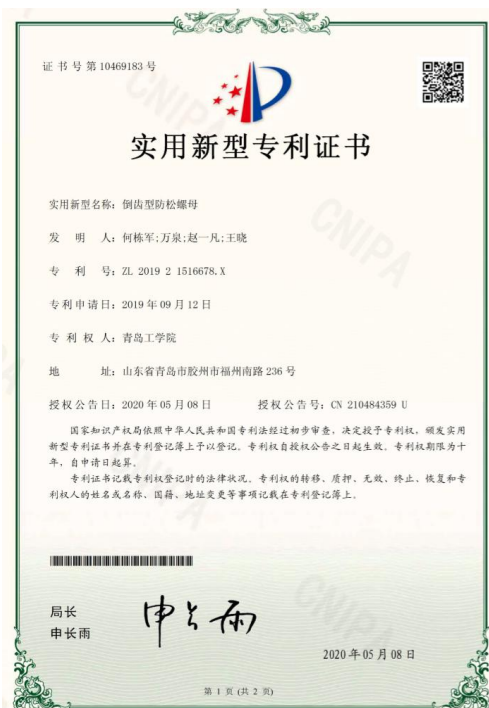 证书号第10469183号
实用新型专利证书
实用新型名称：倒齿型防松螺母
发明人：何栋军;万泉;赵一凡;王晓
专利号：ZL 2019 2 1516678.X
专利申请日：2019年09月12日
专利权人：青岛工学院
地址：山东省青岛市胶州市福州南路236号
授权公告日：2020年05月08日 授权公告号：CN 210484359 U
国家知识产权局依照中华人民共和国专利法经过初步审查，决定授予专利权，颁发实用
新型专利证书并在专利登记簿上予以登记。专利权自授权公告之日起生效。专利权期限为十
年，自申请日起算。
专利证书记载专利权登记时的法律状况。专利权的转移、质押、无效、终止、恢复和专
利权人的姓名或名称、国籍、地址变更等事项记载在专利登记簿上。
局长
申长雨
申长雨
2020年05月08日
第 1 页 (共 2 页)
CNIPA
CNIPA
CNIPA
CNIPA
CNIPA